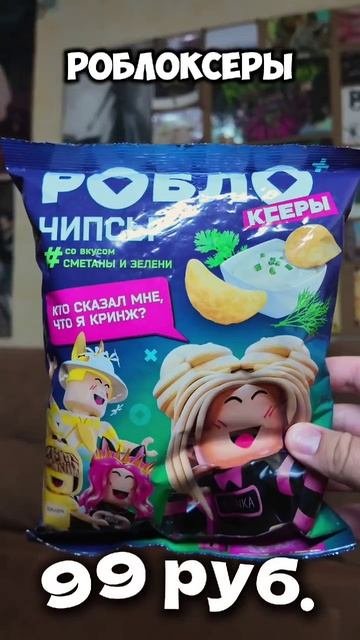 РОБЛОКСЕРЫ
РОБЛО
КСЕРЫ
ЧИПСЫ
# СО ВКУСОМ
СМЕТАНЫ И ЗЕЛЕНИ
КТО СКАЗАЛ МНЕ,
ЧТО Я КРИНЖ?
99 руб.